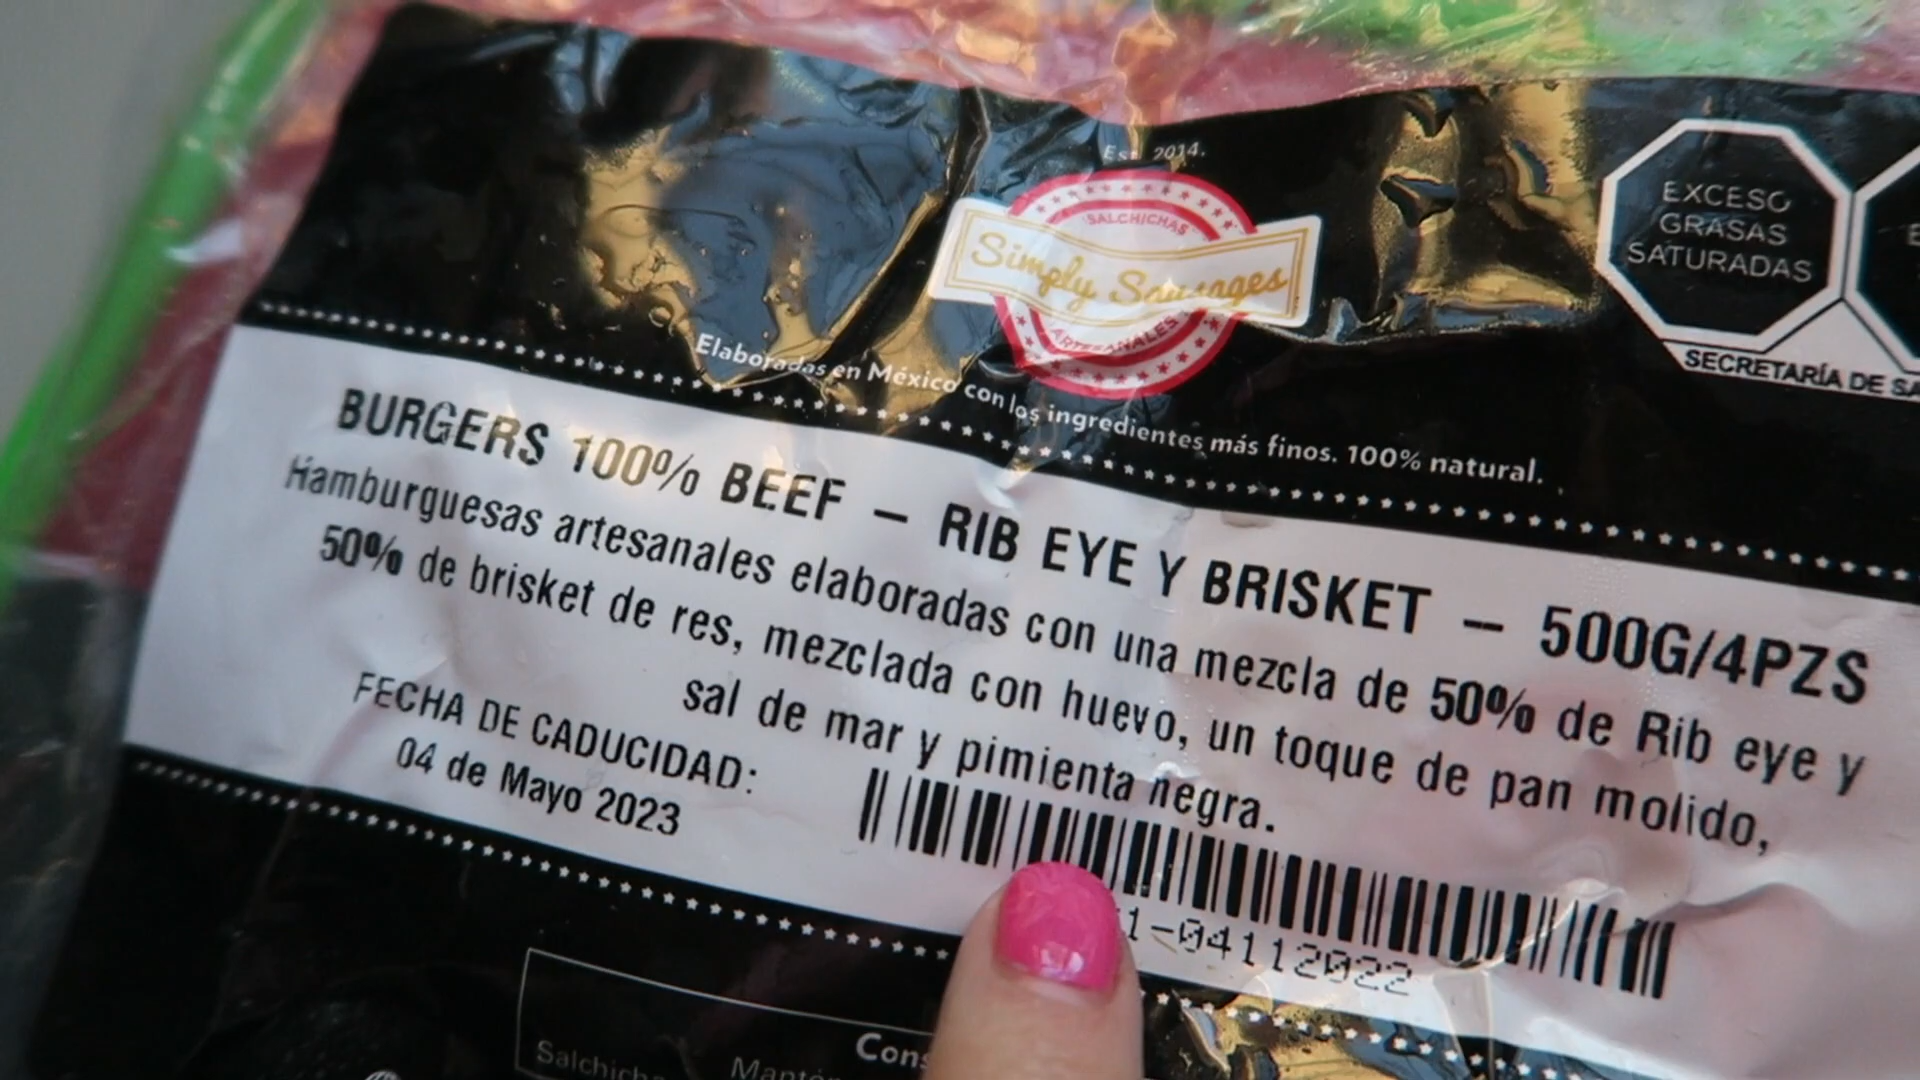 Est. 2014.
SALCHICHAS
Simply Sausages
ARTESANALES
EXCESO
GRASAS
SATURADAS
SECRETARÍA DE SA
Elaboradas en México con los ingredientes más finos. 100% natural.
BURGERS 100% BEEF – RIB EYE Y BRISKET – 500G/4PZS
Hamburguesas artesanales elaboradas con una mezcla de 50% de Rib eye y
50% de brisket de res, mezclada con huevo, un toque de pan molido,
sal de mar y pimienta negra.
FECHA DE CADUCIDAD:
04 de Mayo 2023
1-04112022
Cons
Salchich